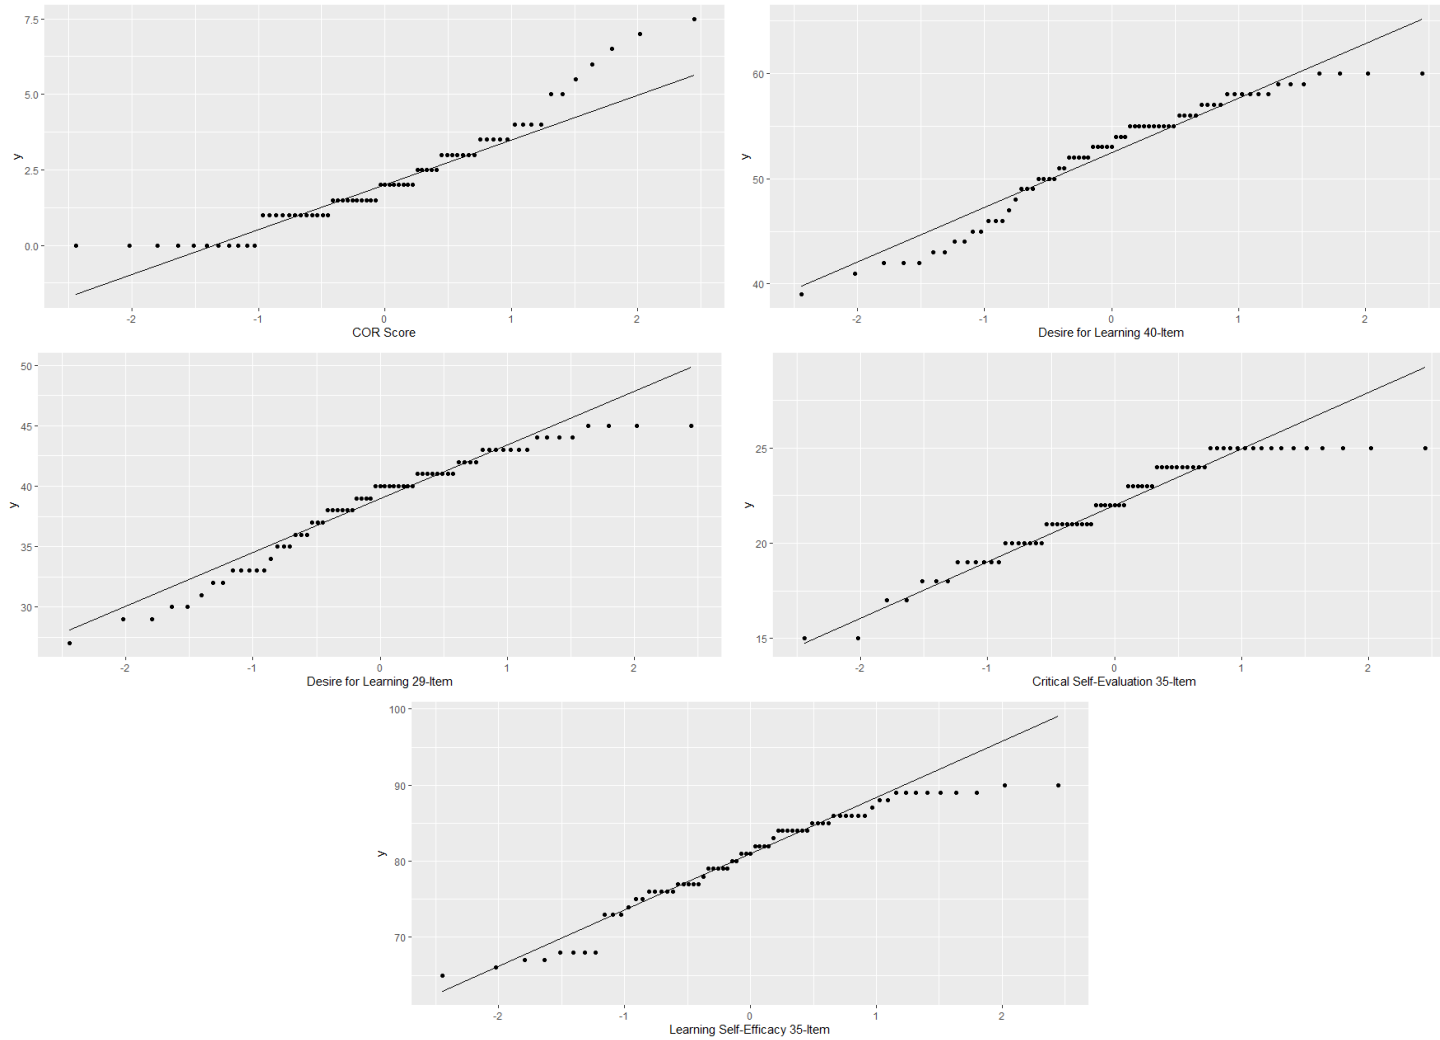 7.5
5.0
2.5
0.0
y
-2 -1 0 1 2
COR Score
60
50
40
y
-2 -1 0 1 2
Desire for Learning 40-Item
50
45
40
35
30
y
-2 -1 0 1 2
Desire for Learning 29-Item
25
20
15
y
-2 -1 0 1 2
Critical Self-Evaluation 35-Item
100
90
80
70
y
-2 -1 0 1 2
Learning Self-Efficacy 35-Item